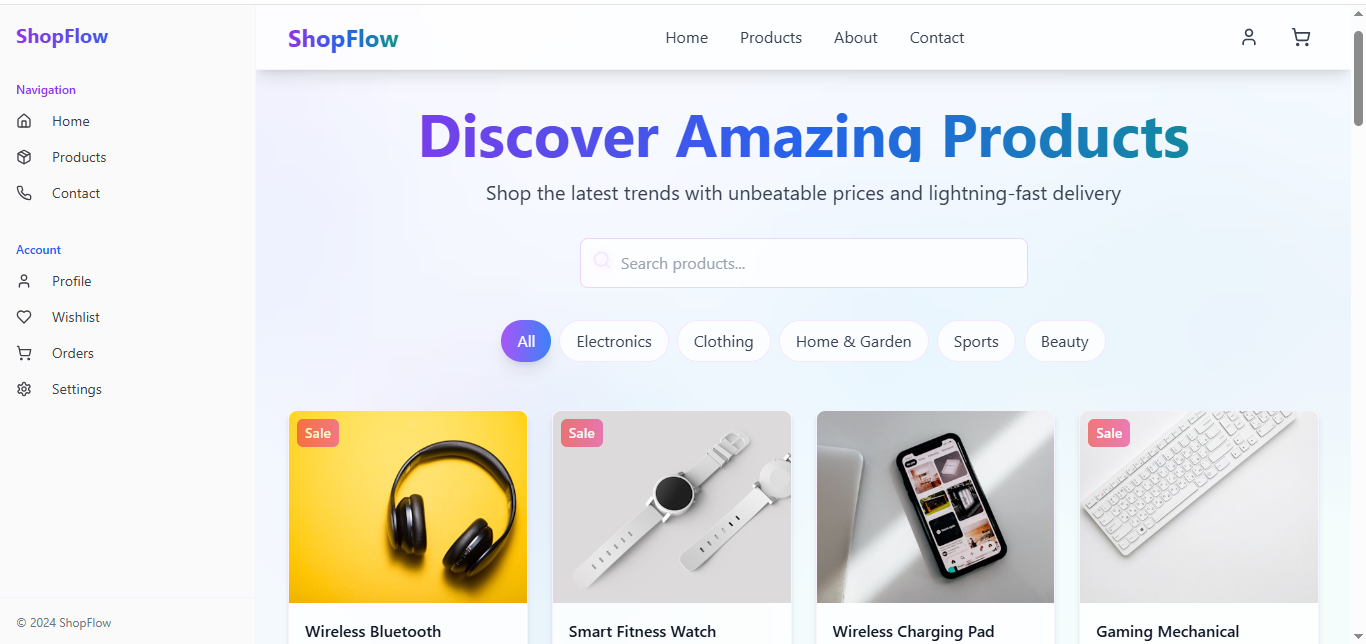 ShopFlow
Navigation
Home
Products
Contact
Account
Profile
Wishlist
Orders
Settings
© 2024 ShopFlow
ShopFlow
Home
Products
About
Contact
Discover Amazing Products
Shop the latest trends with unbeatable prices and lightning-fast delivery
Search products...
All
Electronics
Clothing
Home & Garden
Sports
Beauty
Sale
Wireless Bluetooth
Sale
Smart Fitness Watch
Wireless Charging Pad
Sale
Gaming Mechanical